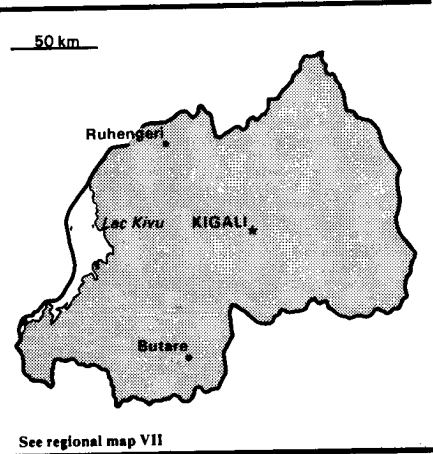 50 km
Ruhengeri
Lac Kivu
KIGALI
Butare
See regional map VII